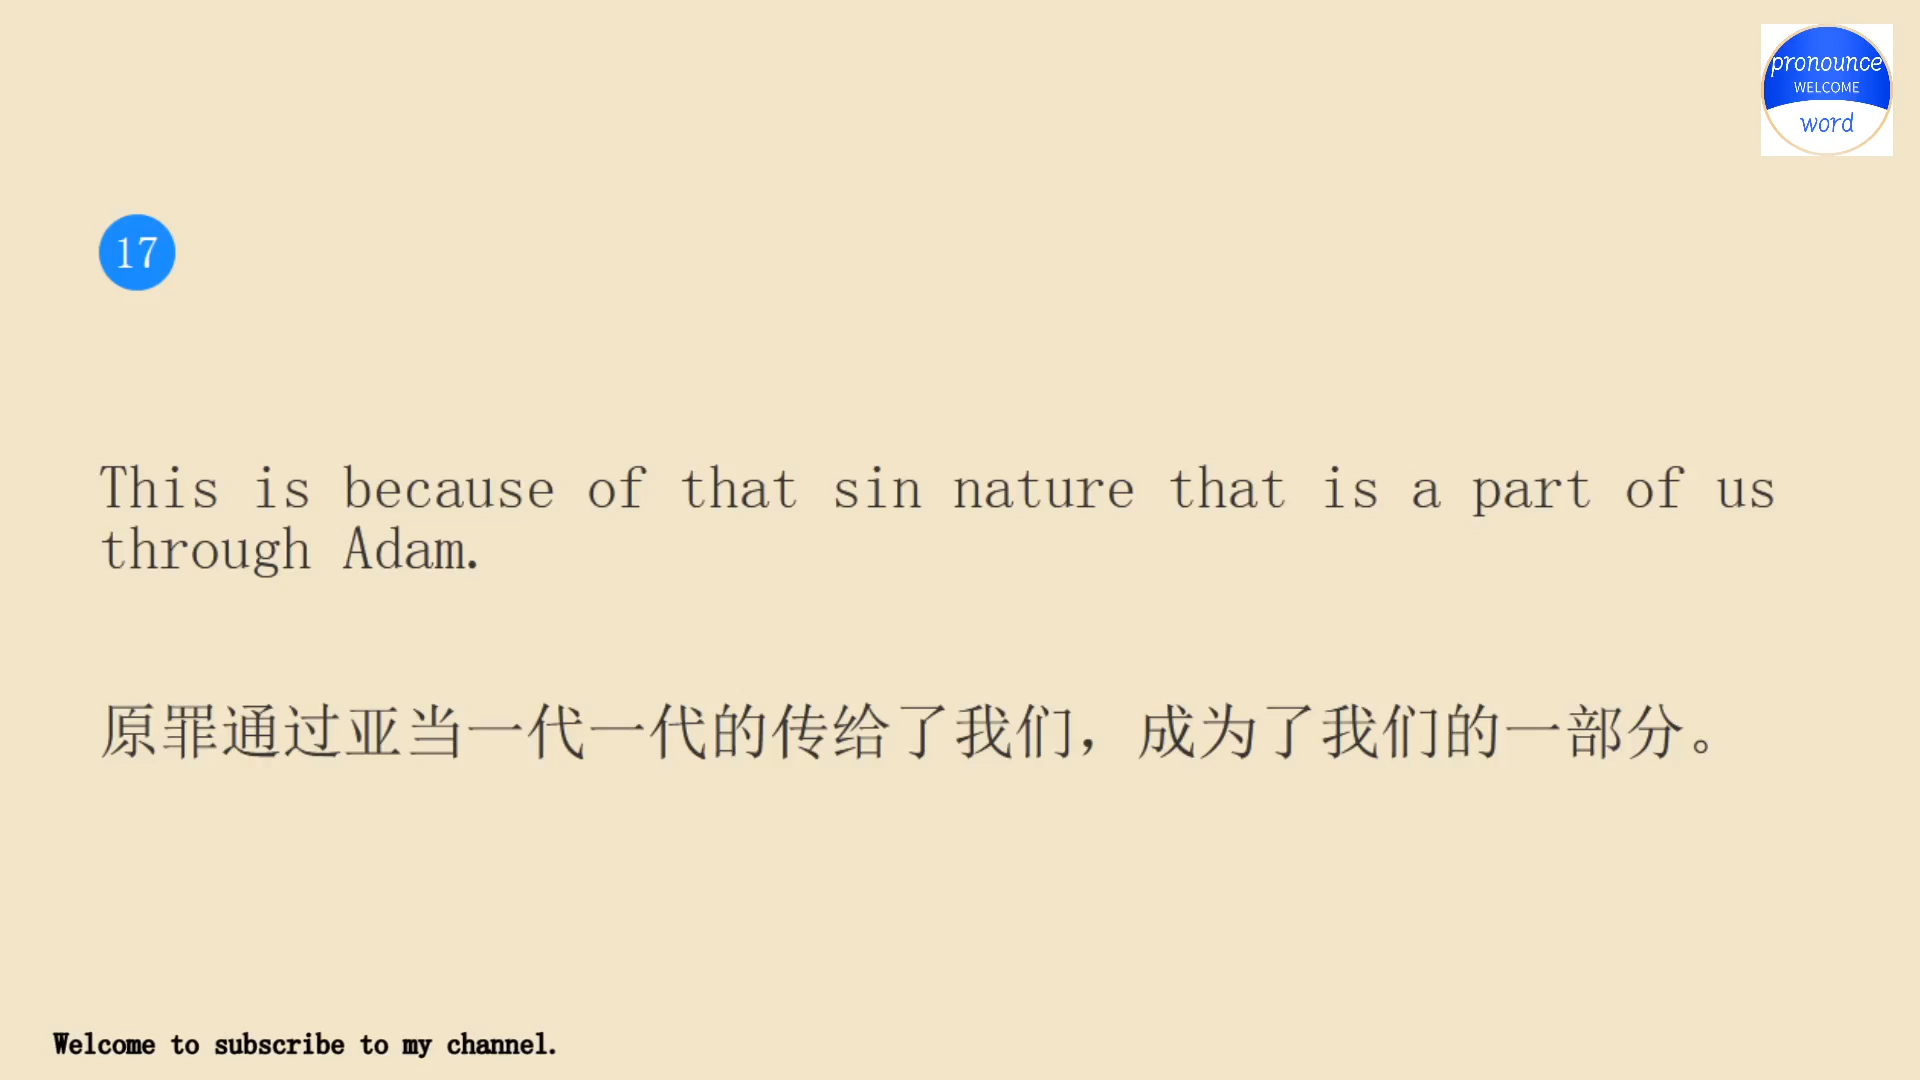 pronounce
WELCOME
word
17
This is because of that sin nature that is a part of us
through Adam.
原罪通过亚当一代一代的传给了我们，成为了我们的一部分。
Welcome to subscribe to my channel.